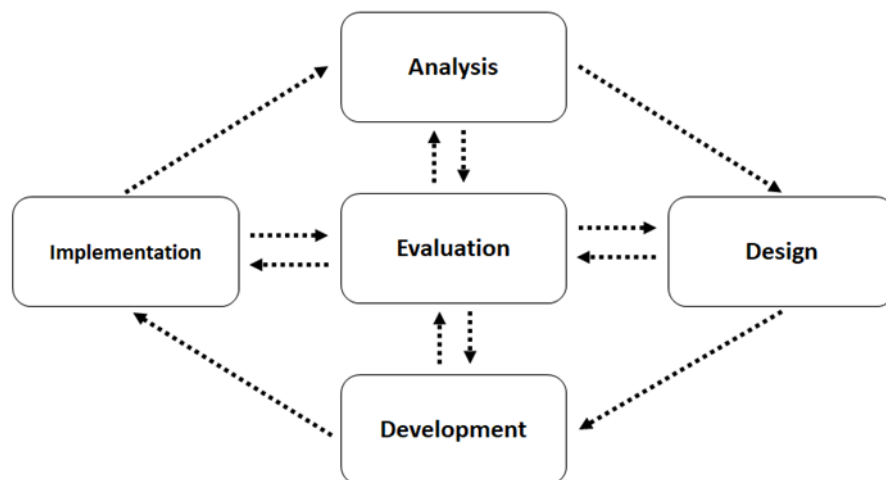 Analysis
Implementation
Evaluation
Design
Development